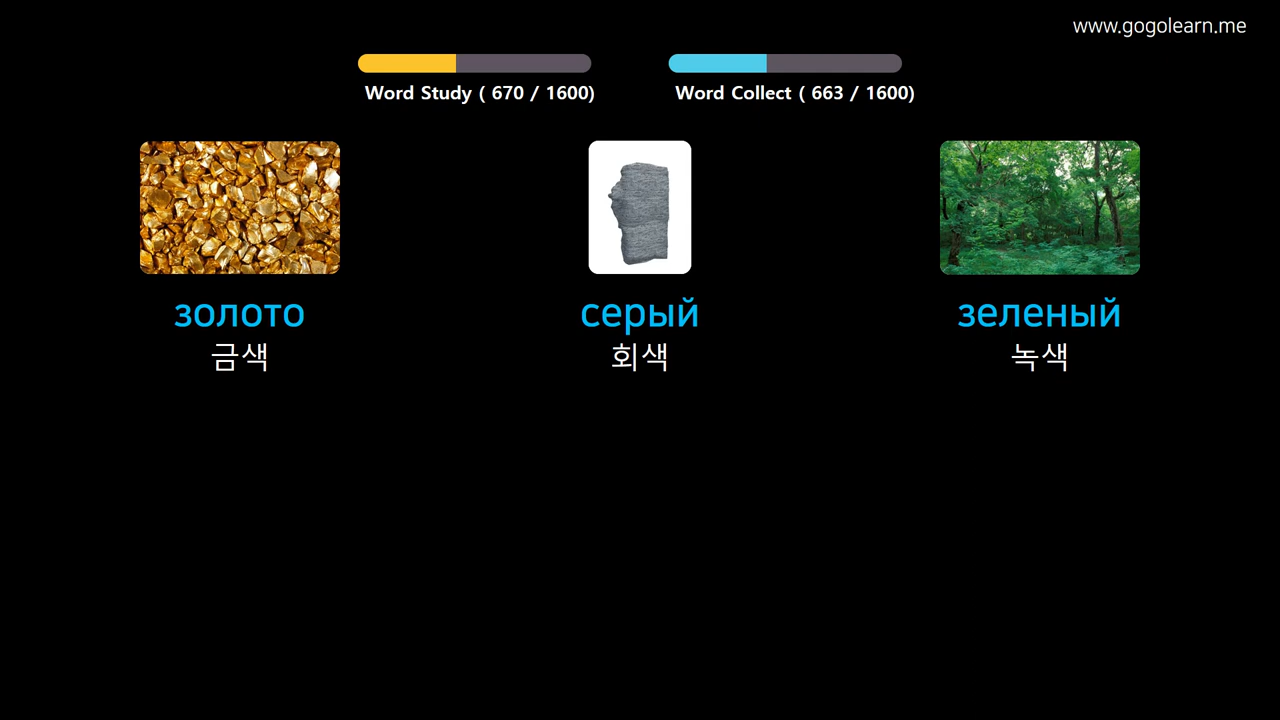 www.gogolearn.me
Word Study ( 670 / 1600)
Word Collect ( 663 / 1600)
золото
серый
зеленый
금색
회색
녹색